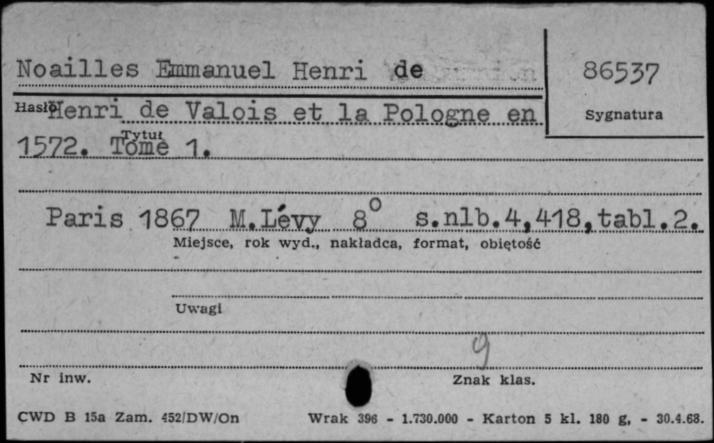 Noailles Emmanuel Henri de
86537
Hasło
Sygnatura
Henri de Valois et la Pologne en
1572. Tome 1.
Tytuł
Paris 1867 M.Lévy 8° s.nlb.4,418,tabl.2.
Miejsce, rok wyd., nakładca, format, objętość
Uwagi
9
Nr inw.
Znak klas.
CWD B 15a Zam. 452/DW/On Wrak 396 - 1.730.000 - Karton 5 kl. 180 g. - 30.4.68.